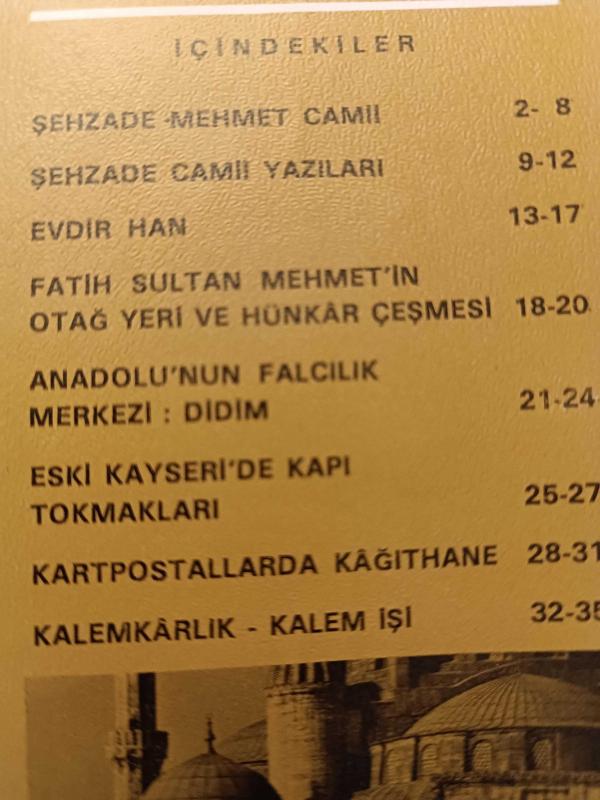 İÇİNDEKİLER
ŞEHZADE MEHMET CAMİİ 2- 8
ŞEHZADE CAMİİ YAZILARI 9-12
EVDİR HAN 13-17
FATİH SULTAN MEHMET'İN
OTAĞ YERİ VE HÜNKÂR ÇEŞMESİ 18-20
ANADOLU'NUN FALCILIK
MERKEZİ : DİDİM 21-24
ESKİ KAYSERİ'DE KAPI
TOKMAKLARI 25-27
KARTPOSTALLARDA KÂĞITHANE 28-31
KALEMKÂRLIK - KALEM İŞİ 32-35